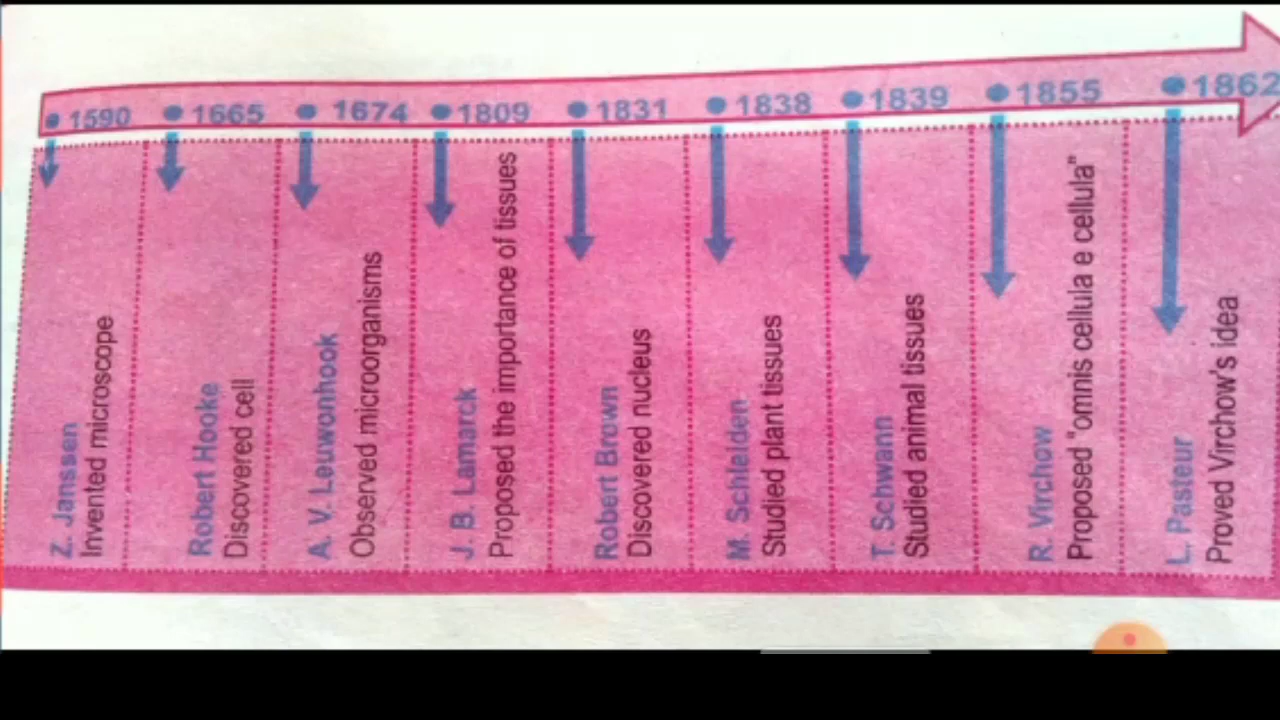 1590
1665
1674
1809
1831
1838
1839
1855
1862
Z. Janssen
Invented microscope
Robert Hooke
Discovered cell
A. V. Leuwonhook
Observed microorganisms
J. B. Lamarck
Proposed the importance of tissues
Robert Brown
Discovered nucleus
M. Schleiden
Studied plant tissues
T. Schwann
Studied animal tissues
R. Virchow
Proposed "omnis cellula e cellula"
L. Pasteur
Proved Virchow's idea